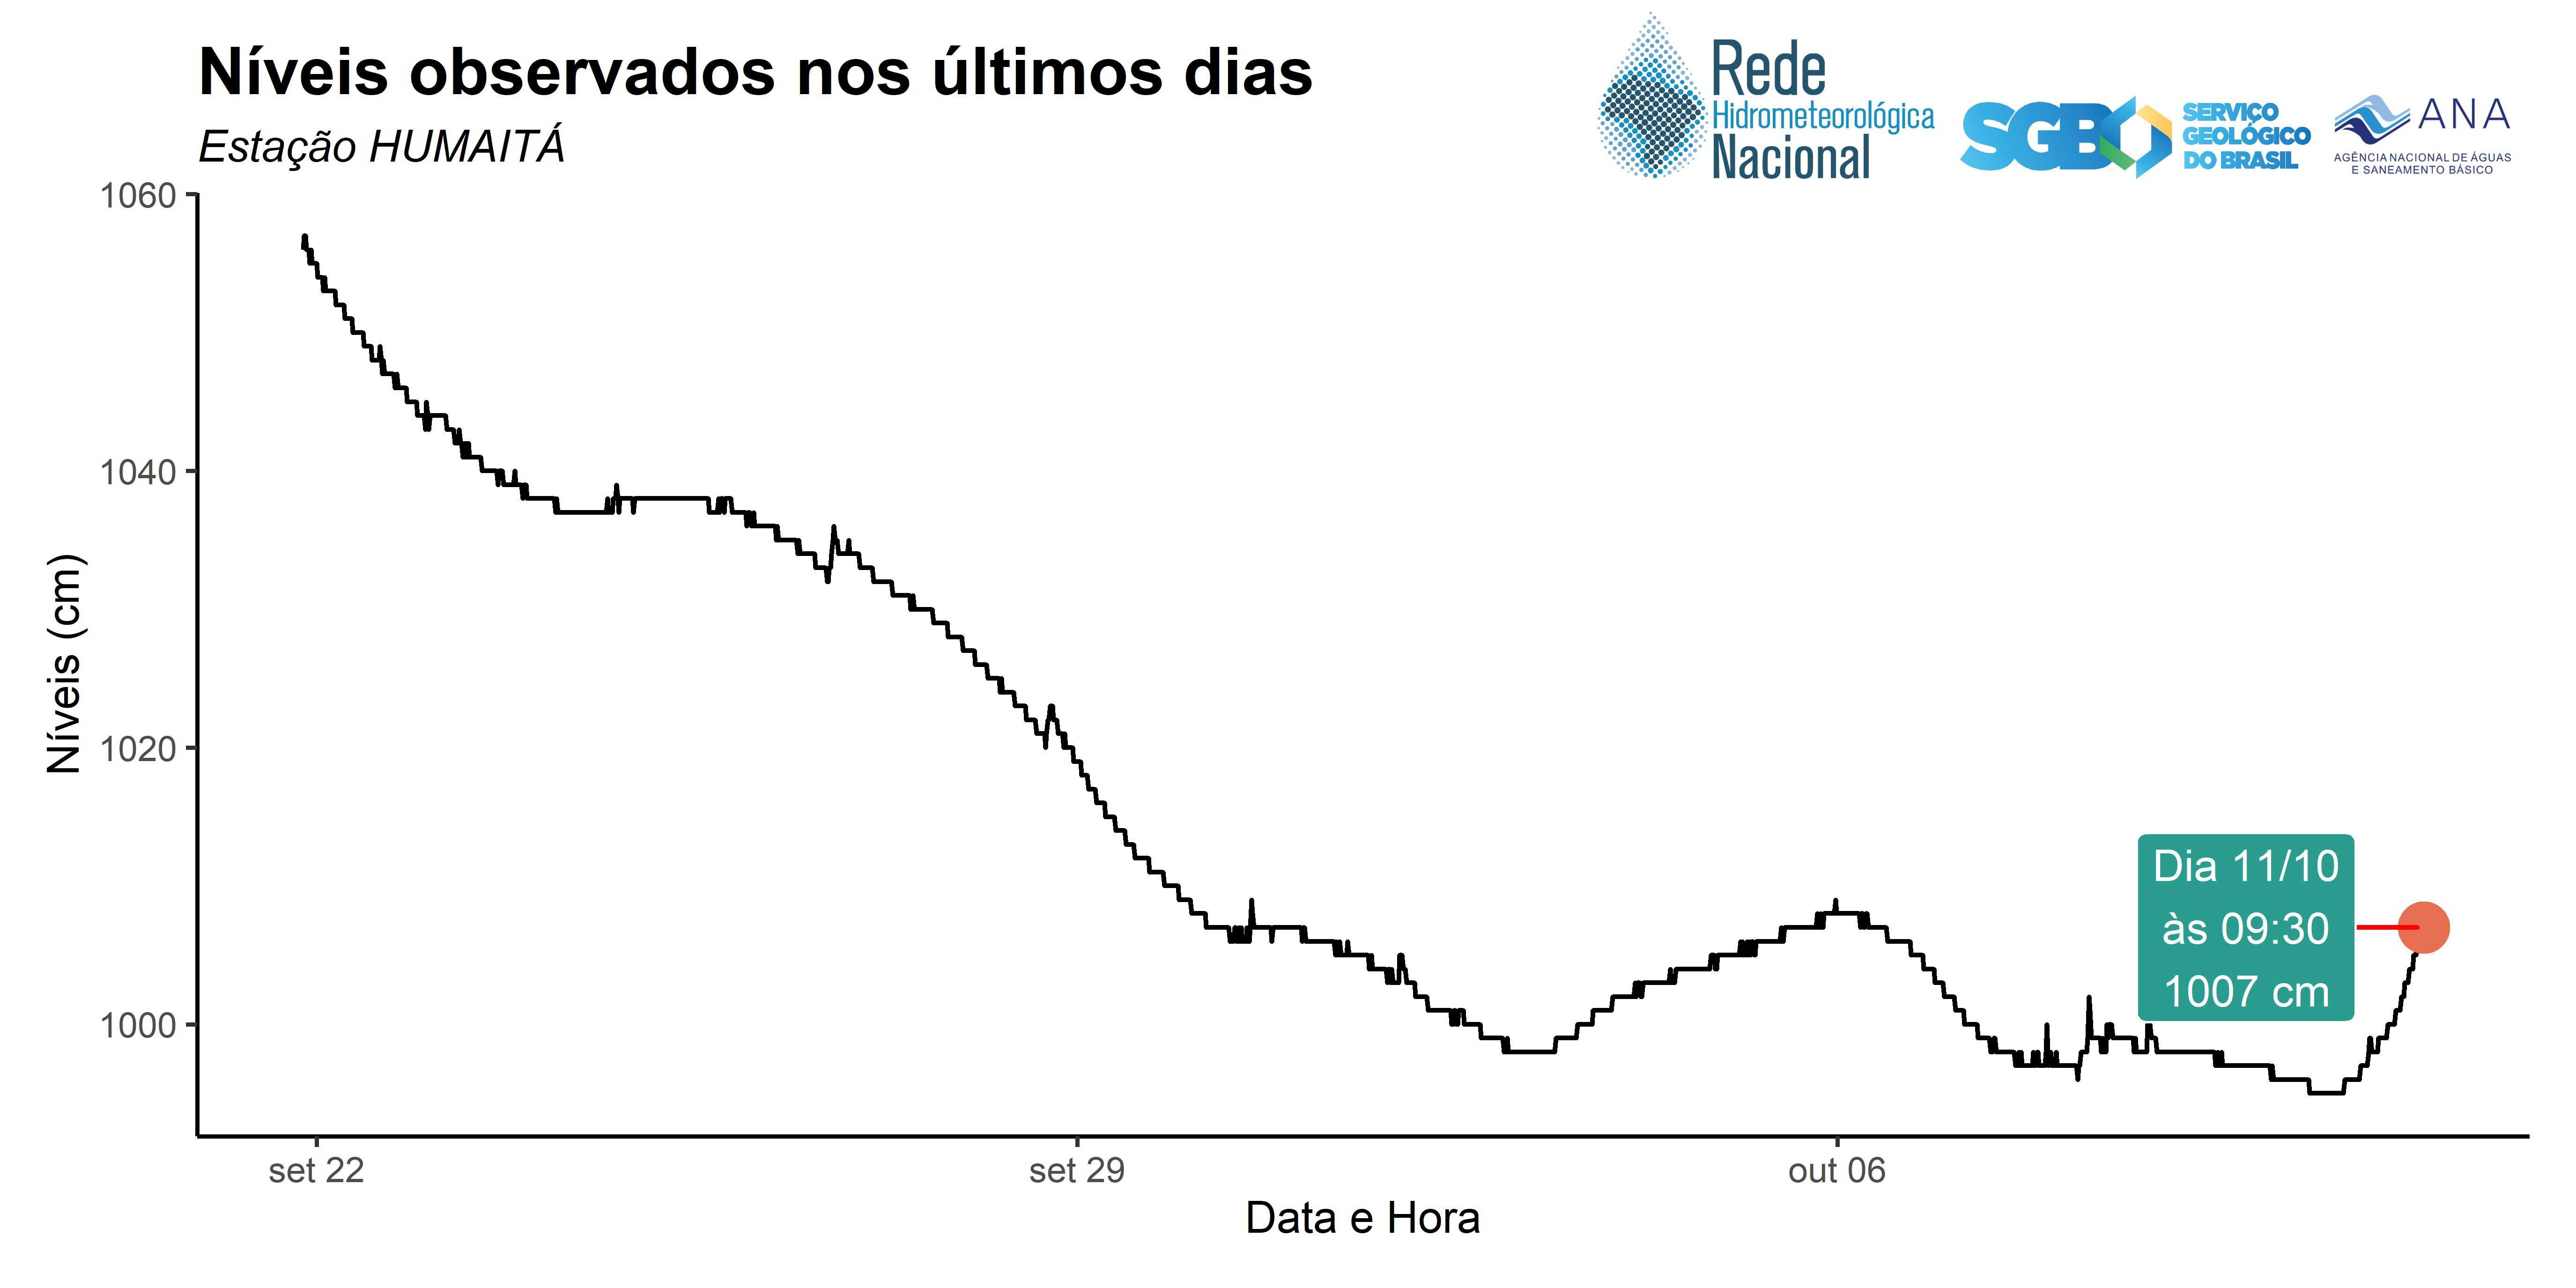 Níveis observados nos últimos dias
Estação HUMAITÁ
Rede
Hidrometeorológica
Nacional
SGB
SERVIÇO
GEOLÓGICO
DO BRASIL
ANA
AGÊNCIA NACIONAL DE ÁGUAS
E SANEAMENTO BÁSICO
Níveis (cm)
1060
1040
1020
1000
Dia 11/10
às 09:30
1007 cm
set 22
set 29
out 06
Data e Hora